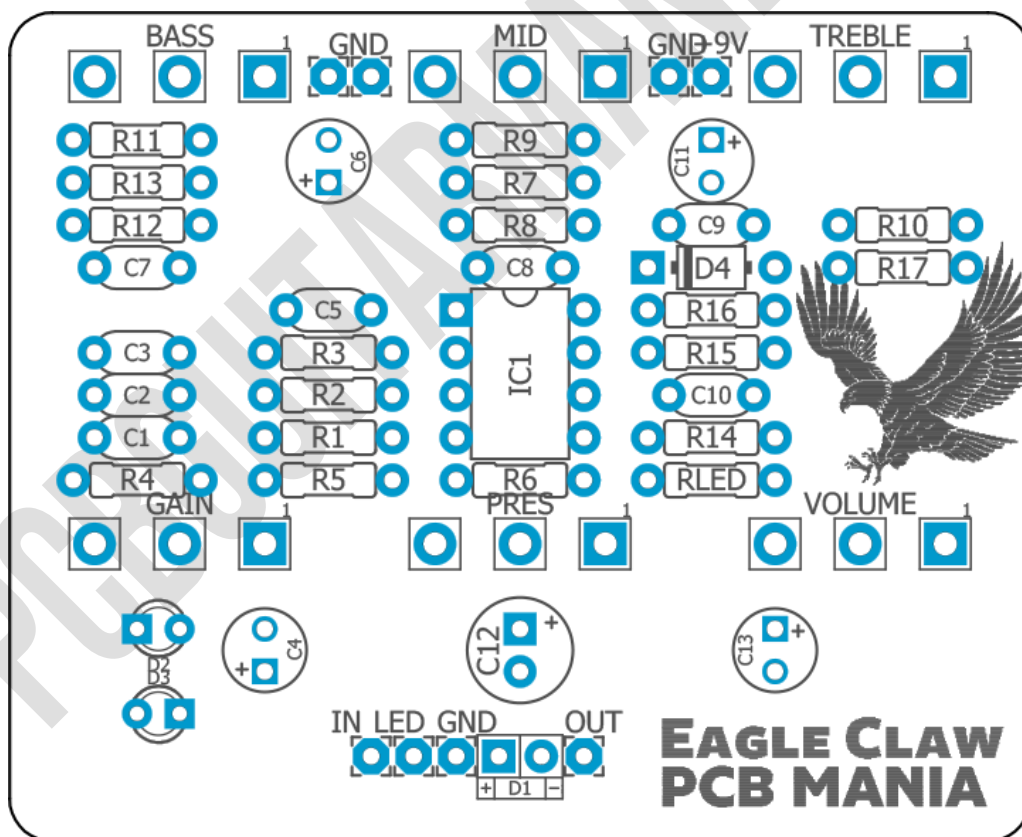 BASS GND MID GND +9V TREBLE
1 1 1
R11 C6 + R9 C11 +
R13 R7
R12 R8 C9 R10
C7 C8 D4 R17
C5 R16
C3 R3 IC1 R15
C2 R2 C10
C1 R1 R14
R4 R5 R6 RLED
GAIN PRES VOLUME
1 1 1
D2 C4 + C12 + C13 +
D3
IN LED GND OUT
+ D1 -
EAGLE CLAW
PCB MANIA
PCBGUITARMANIA